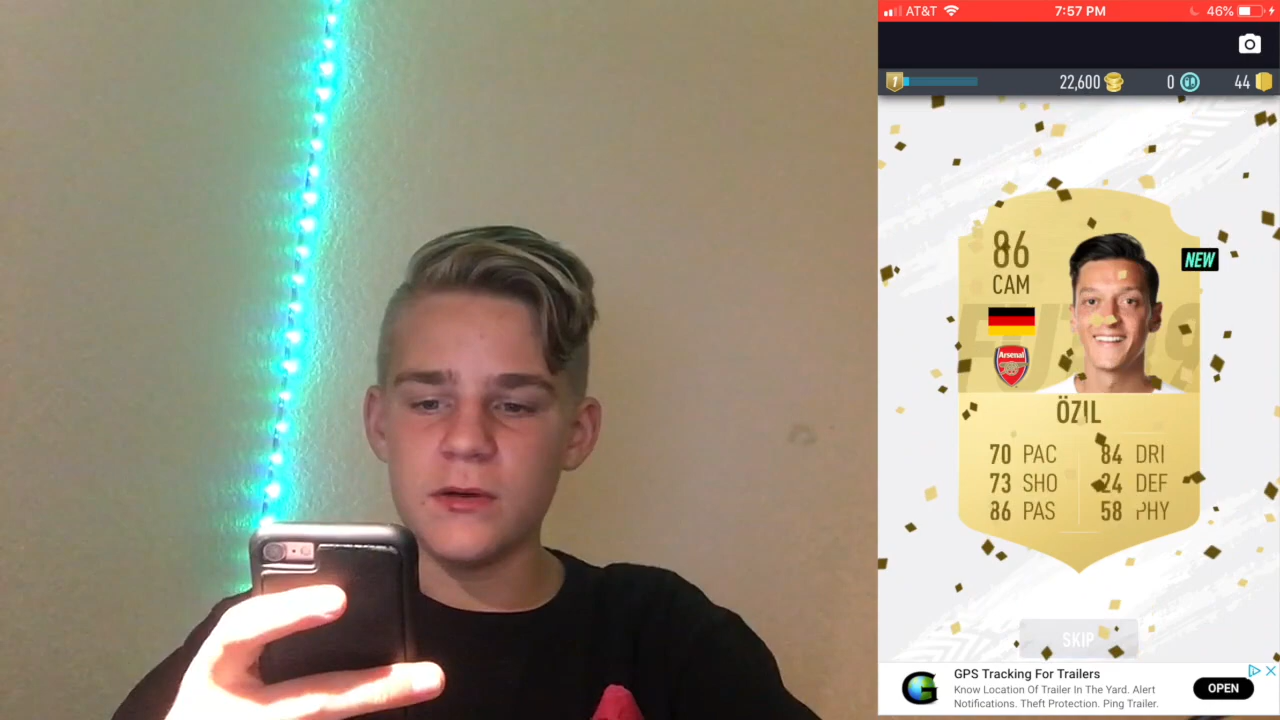 AT&T 7:57 PM 46%
1 22,600 0 44
86
CAM
NEW
Arsenal
ÖZIL
70 PAC 84 DRI
73 SHO 24 DEF
86 PAS 58 PHY
SKIP
GPS Tracking For Trailers
Know Location Of Trailer In The Yard. Alert
Notifications. Theft Protection. Ping Trailer.
OPEN